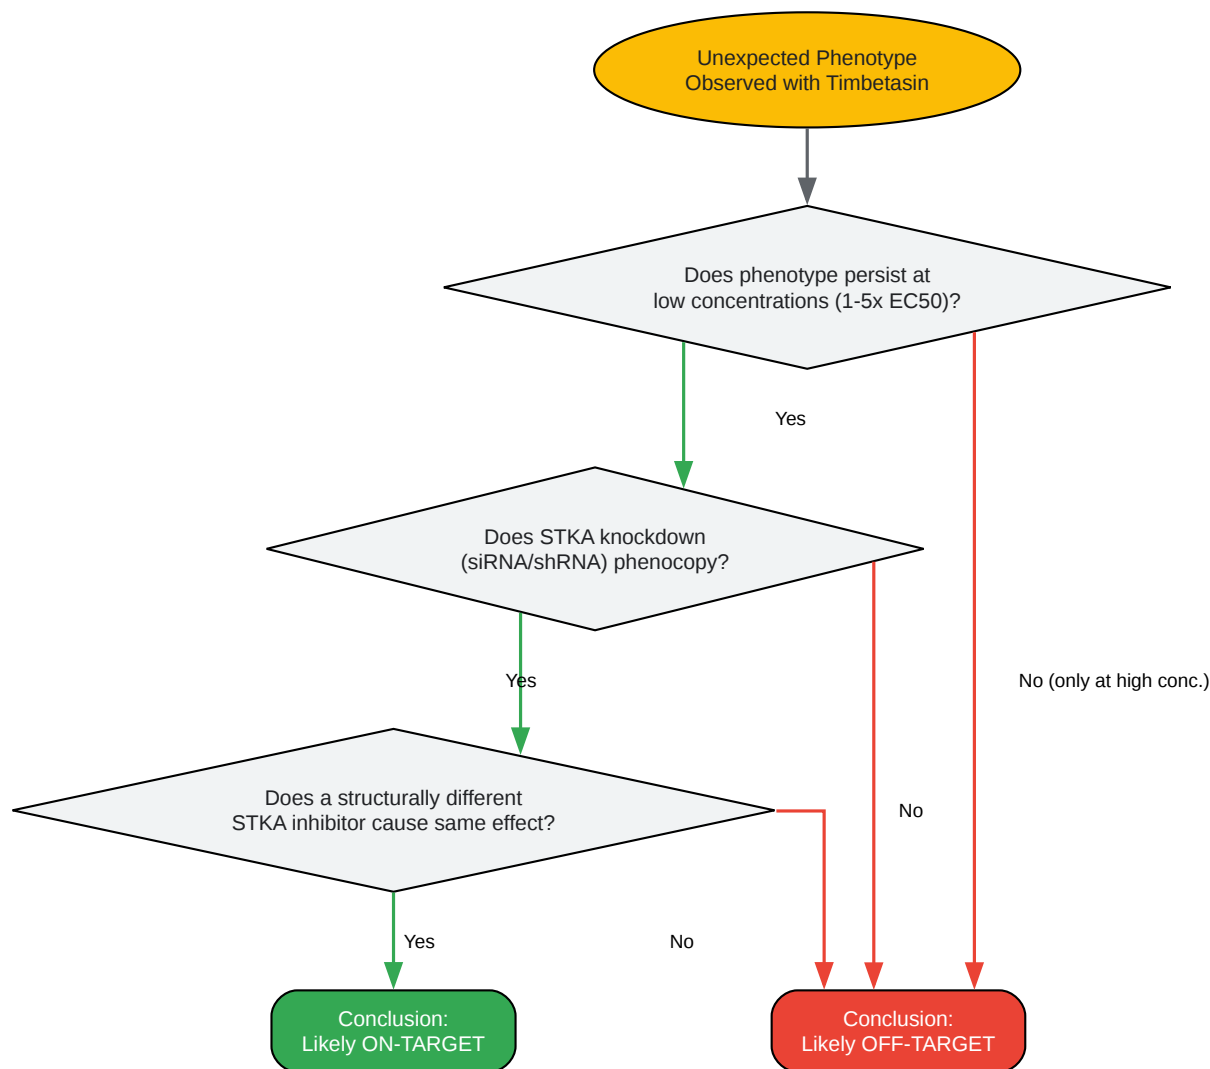 Unexpected Phenotype
Observed with Timbetasin
Does phenotype persist at
low concentrations (1-5x EC50)?
Yes
Does STKA knockdown
(siRNA/shRNA) phenocopy?
Yes
No (only at high conc.)
Does a structurally different
STKA inhibitor cause same effect?
No
Yes
No
Conclusion:
Likely ON-TARGET
Conclusion:
Likely OFF-TARGET